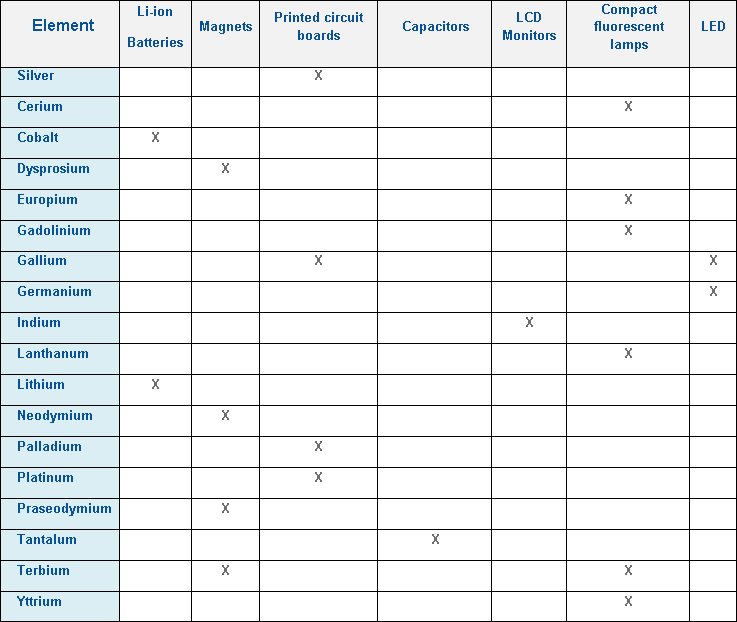 Element Li-ion Batteries Magnets Printed circuit boards Capacitors LCD Monitors Compact fluorescent lamps LED
Silver X
Cerium X
Cobalt X
Dysprosium X
Europium X
Gadolinium X
Gallium X X
Germanium X
Indium X
Lanthanum X
Lithium X
Neodymium X
Palladium X
Platinum X
Praseodymium X
Tantalum X
Terbium X X
Yttrium X